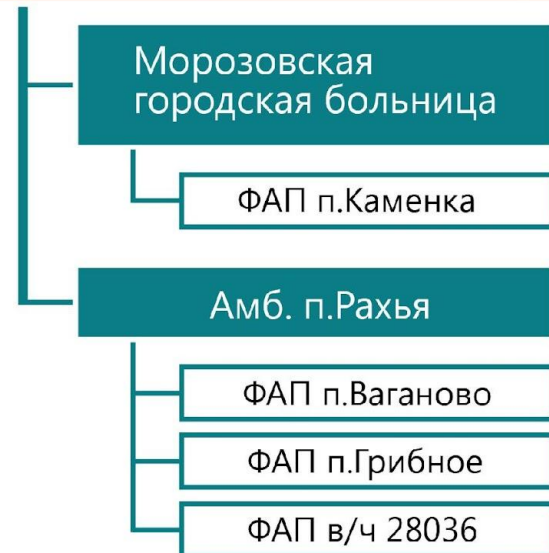 Морозовская
городская больница
ФАП п.Каменка
Амб. п.Рахья
ФАП п.Ваганово
ФАП п.Грибное
ФАП в/ч 28036